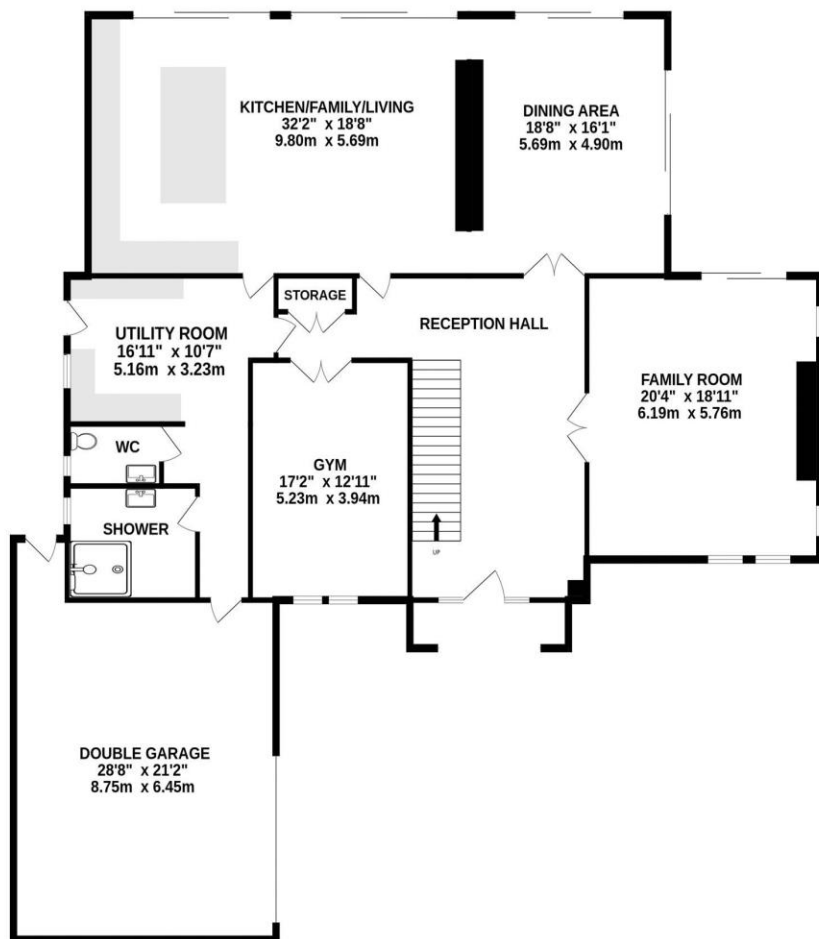 KITCHEN/FAMILY/LIVING
32'2" x 18'8"
9.80m x 5.69m
DINING AREA
18'8" x 16'1"
5.69m x 4.90m
STORAGE
RECEPTION HALL
UTILITY ROOM
16'11" x 10'7"
5.16m x 3.23m
FAMILY ROOM
20'4" x 18'11"
6.19m x 5.76m
WC
GYM
17'2" x 12'11"
5.23m x 3.94m
SHOWER
UP
DOUBLE GARAGE
28'8" x 21'2"
8.75m x 6.45m